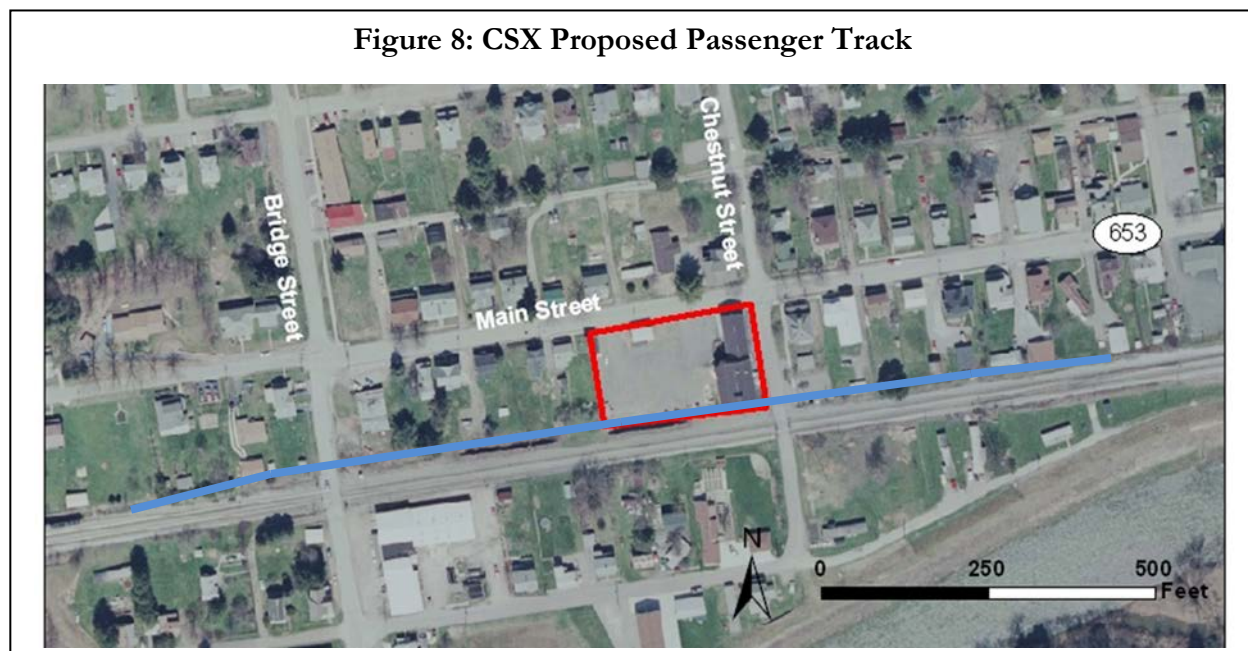 Figure 8: CSX Proposed Passenger Track
Chestnut Street
Bridge Street
653
Main Street
N
0 250 500
Feet